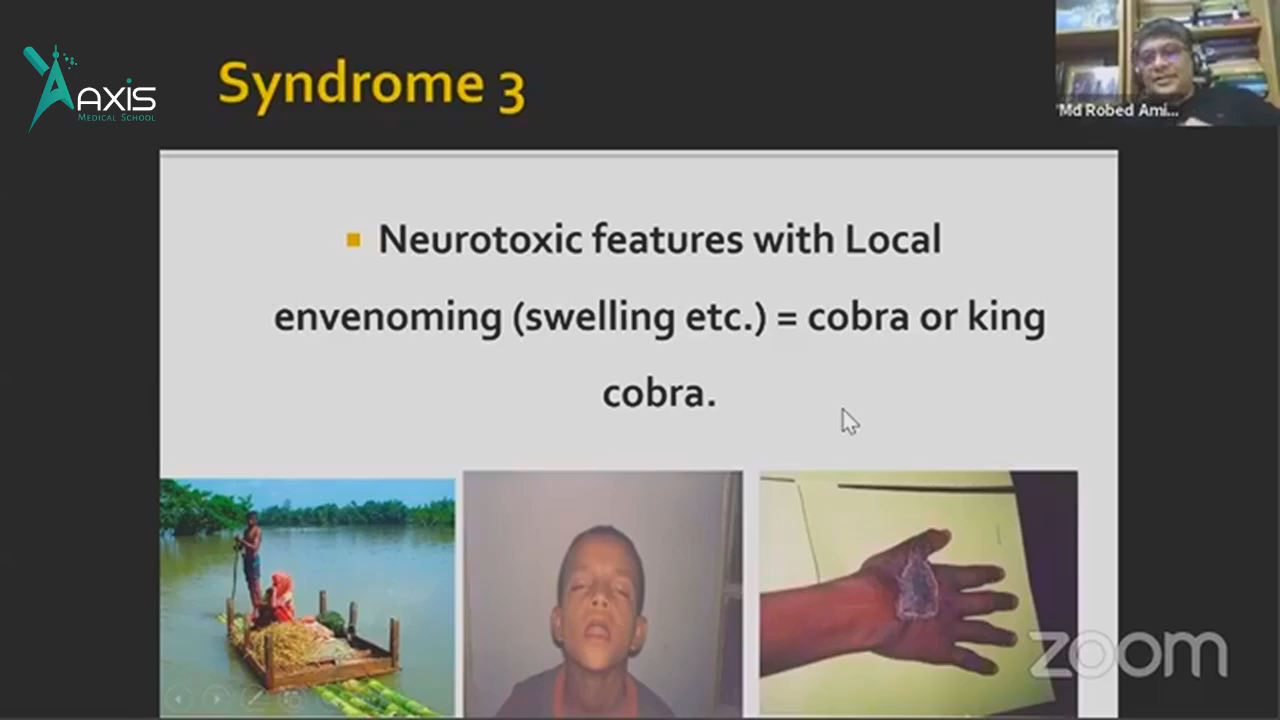 AXIS
MEDICAL SCHOOL
Syndrome 3
Md Robed Ami...
Neurotoxic features with Local
envenoming (swelling etc.) = cobra or king
cobra.
zoom